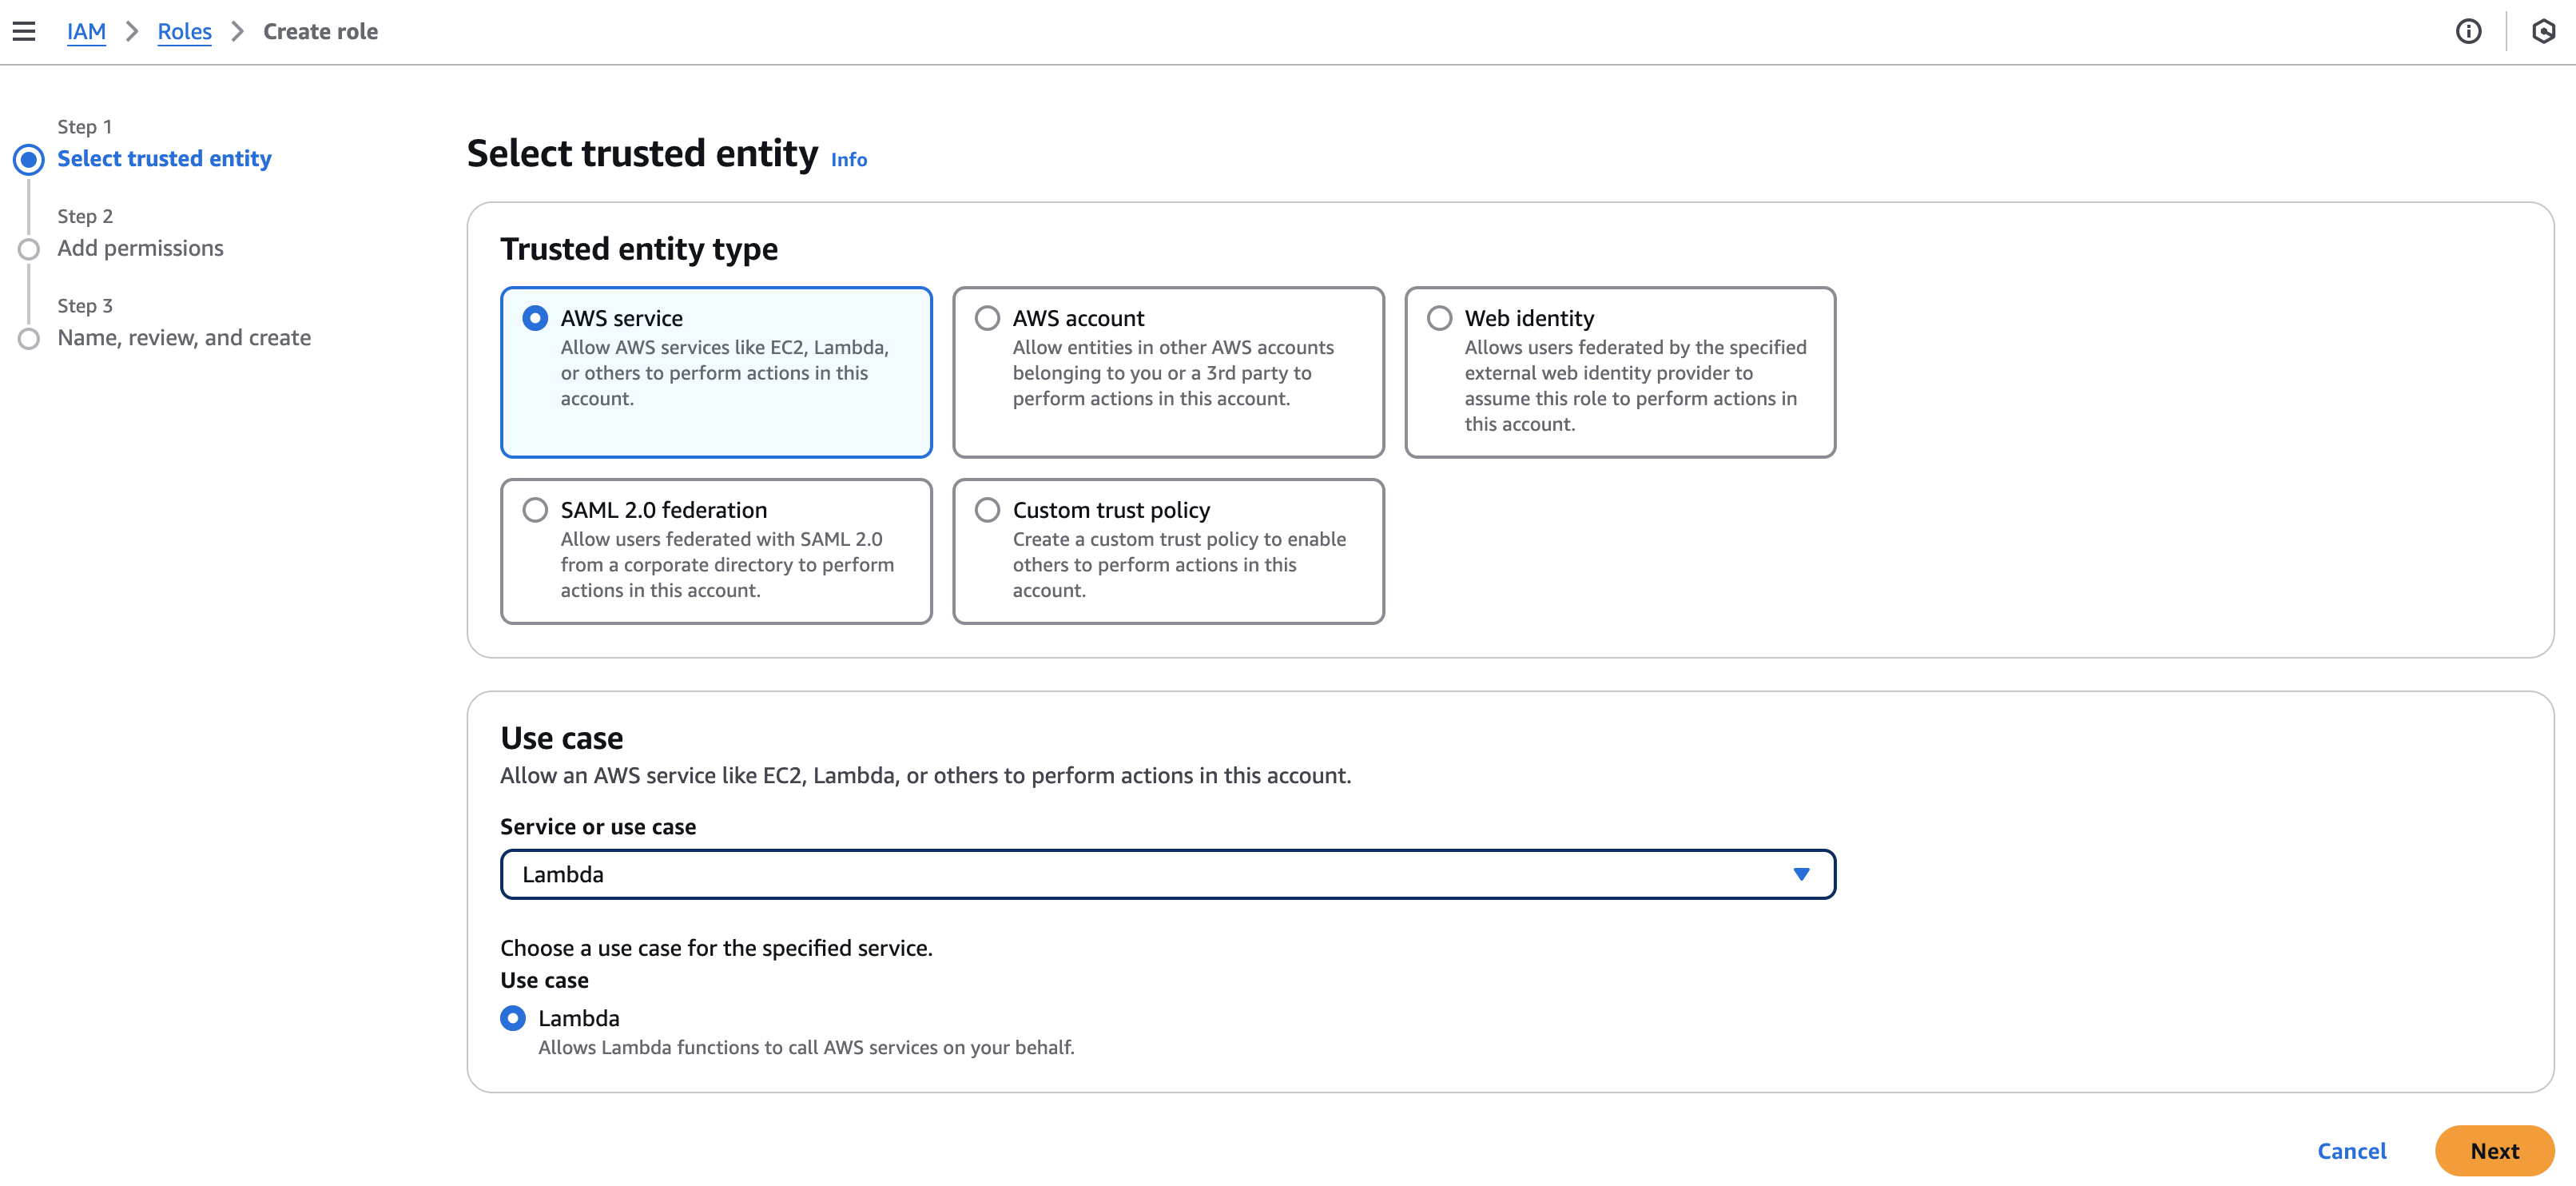 IAM > Roles > Create role
Step 1
Select trusted entity
Step 2
Add permissions
Step 3
Name, review, and create
Select trusted entity Info
Trusted entity type
AWS service
Allow AWS services like EC2, Lambda,
or others to perform actions in this
account.
AWS account
Allow entities in other AWS accounts
belonging to you or a 3rd party to
perform actions in this account.
Web identity
Allows users federated by the specified
external web identity provider to
assume this role to perform actions in
this account.
SAML 2.0 federation
Allow users federated with SAML 2.0
from a corporate directory to perform
actions in this account.
Custom trust policy
Create a custom trust policy to enable
others to perform actions in this
account.
Use case
Allow an AWS service like EC2, Lambda, or others to perform actions in this account.
Service or use case
Lambda
Choose a use case for the specified service.
Use case
Lambda
Allows Lambda functions to call AWS services on your behalf.
Cancel Next